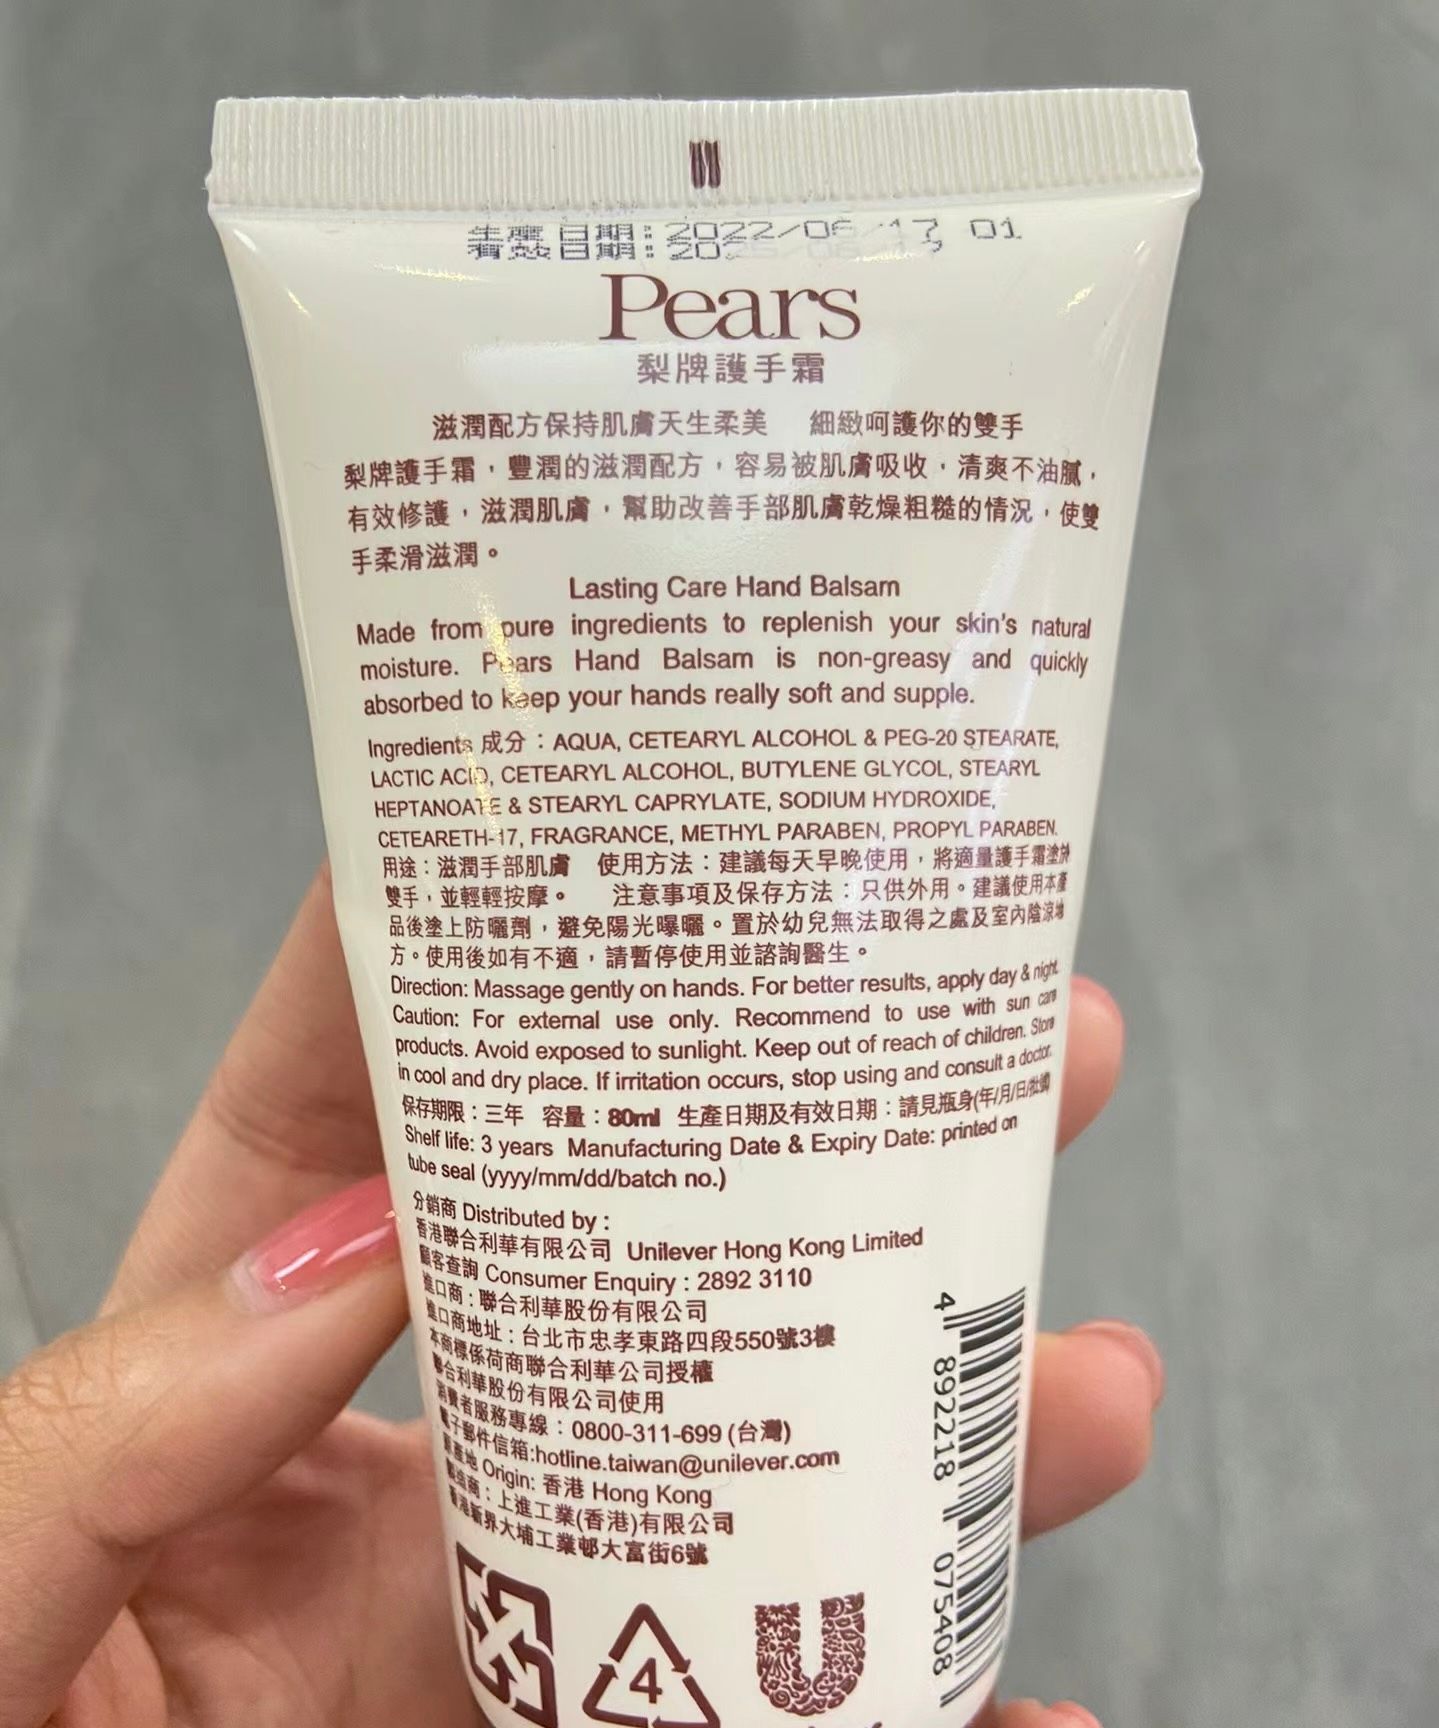 生產日期:2022/06/17 01
有效日期:2025/06/17
Pears
梨牌護手霜
滋潤配方保持肌膚天生柔美 細緻呵護你的雙手
梨牌護手霜，豐潤的滋潤配方，容易被肌膚吸收，清爽不油膩，
有效修護，滋潤肌膚，幫助改善手部肌膚乾燥粗糙的情況，使雙
手柔滑滋潤。
Lasting Care Hand Balsam
Made from pure ingredients to replenish your skin's natural
moisture. Pears Hand Balsam is non-greasy and quickly
absorbed to keep your hands really soft and supple.
Ingredients 成分：AQUA, CETEARYL ALCOHOL & PEG-20 STEARATE,
LACTIC ACID, CETEARYL ALCOHOL, BUTYLENE GLYCOL, STEARYL
HEPTANOATE & STEARYL CAPRYLATE, SODIUM HYDROXIDE,
CETEARETH-17, FRAGRANCE, METHYL PARABEN, PROPYL PARABEN.
用途：滋潤手部肌膚 使用方法：建議每天早晚使用，將適量護手霜塗於
雙手，並輕輕按摩。 注意事項及保存方法：只供外用。建議使用本產
品後塗上防曬劑，避免陽光曝曬。置於幼兒無法取得之處及室內陰涼地
方。使用後如有不適，請暫停使用並諮詢醫生。
Direction: Massage gently on hands. For better results, apply day & night.
Caution: For external use only. Recommend to use with sun care
products. Avoid exposed to sunlight. Keep out of reach of children. Store
in cool and dry place. If irritation occurs, stop using and consult a doctor.
保存期限：三年 容量：80ml 生產日期及有效日期：請見瓶身(年/月/日/批號)
Shelf life: 3 years Manufacturing Date & Expiry Date: printed on
tube seal (yyyy/mm/dd/batch no.)
分銷商 Distributed by :
香港聯合利華有限公司 Unilever Hong Kong Limited
顧客查詢 Consumer Enquiry : 2892 3110
進口商：聯合利華股份有限公司
進口商地址：台北市忠孝東路四段550號3樓
本商標係荷商聯合利華公司授權
聯合利華股份有限公司使用
消費者服務專線：0800-311-699 (台灣)
電子郵件信箱:hotline.taiwan@unilever.com
原產地 Origin: 香港 Hong Kong
製造商：上進工業(香港)有限公司
香港新界大埔工業邨大富街6號
4
4 892218 075408